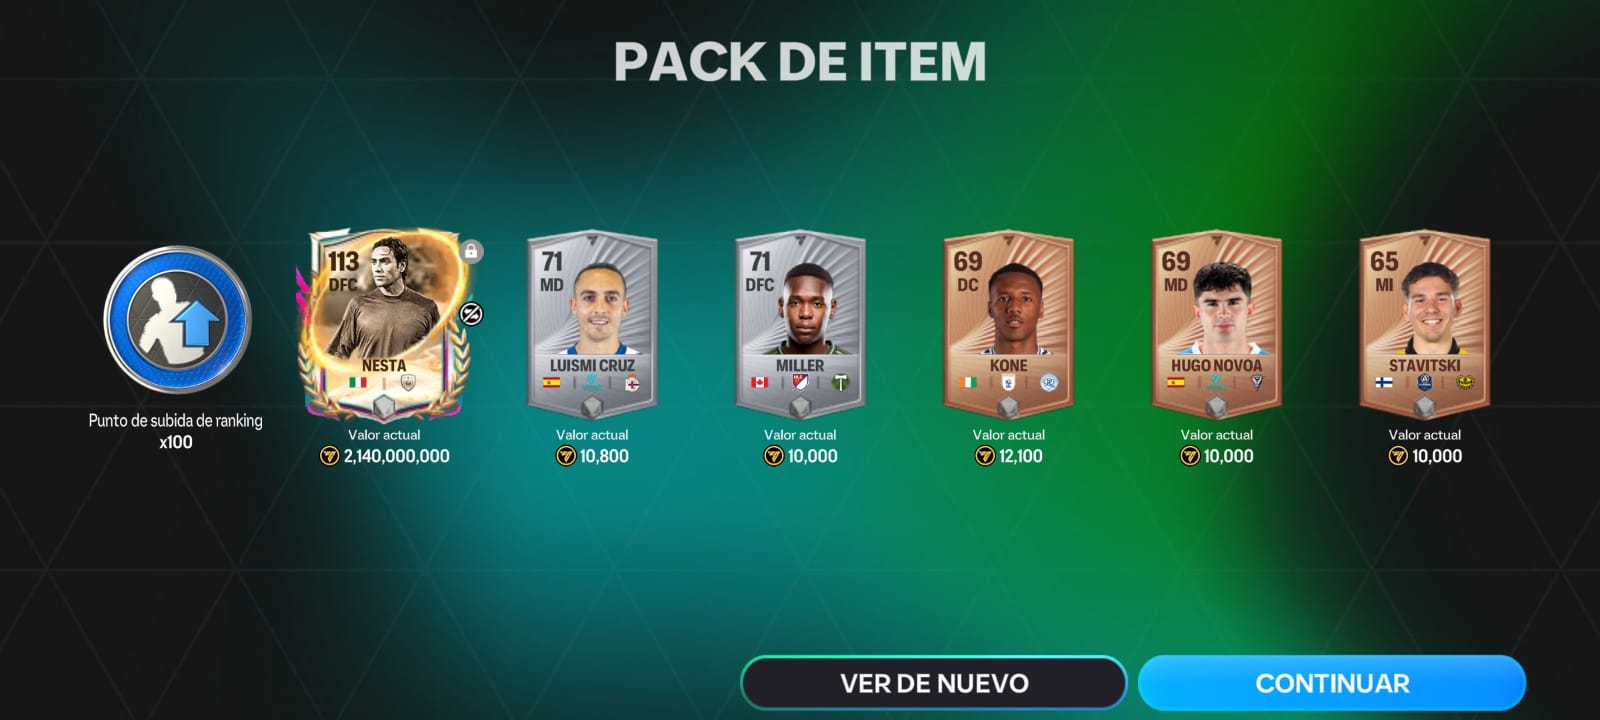 PACK DE ITEM
Punto de subida de ranking
x100
113
DFC
NESTA
Valor actual
2,140,000,000
71
MD
LUISMI CRUZ
Valor actual
10,800
71
DFC
MILLER
Valor actual
10,000
69
DC
KONE
Valor actual
12,100
69
MD
HUGO NOVOA
Valor actual
10,000
65
MI
STAVITSKI
Valor actual
10,000
VER DE NUEVO
CONTINUAR